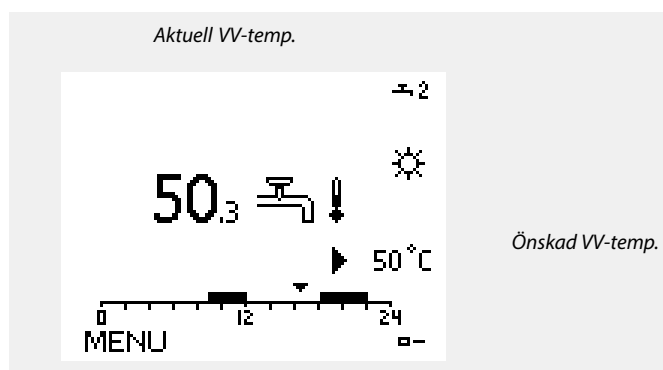 Aktuell VV-temp.
2
50.3
50°C
Önskad VV-temp.
0 12 24
MENU